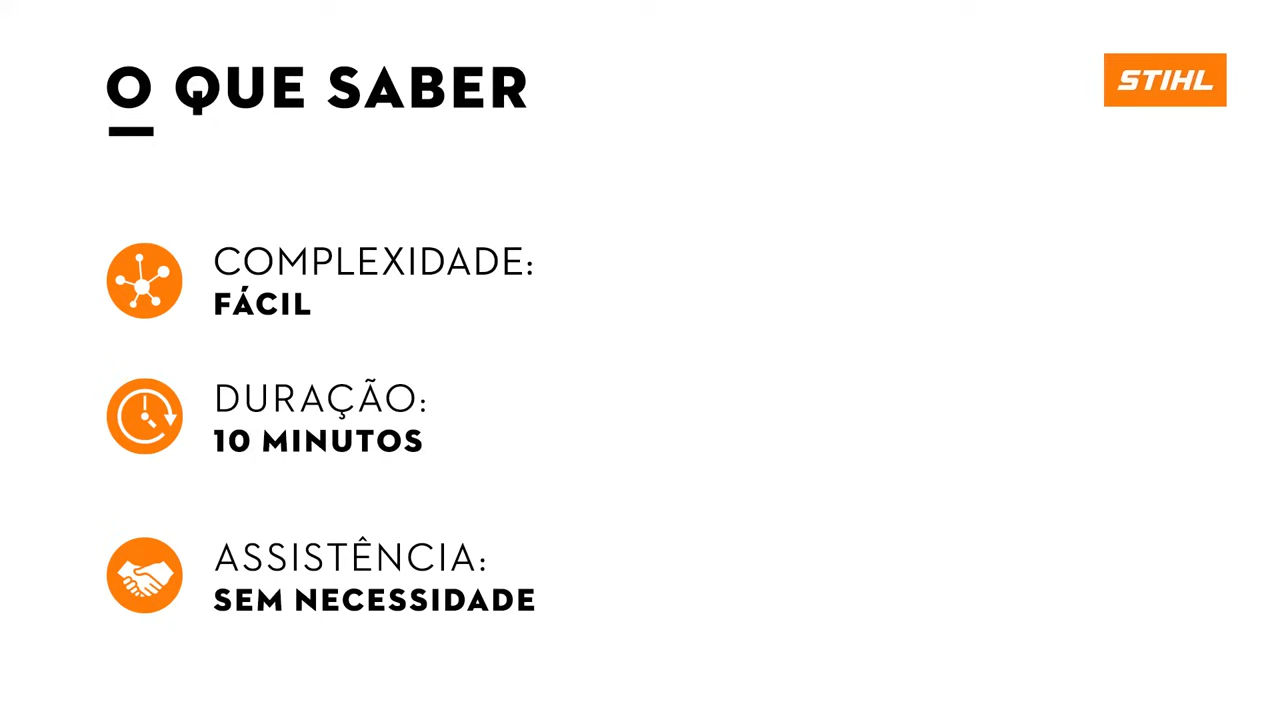 O QUE SABER
STIHL
COMPLEXIDADE:
FÁCIL
DURAÇÃO:
10 MINUTOS
ASSISTÊNCIA:
SEM NECESSIDADE